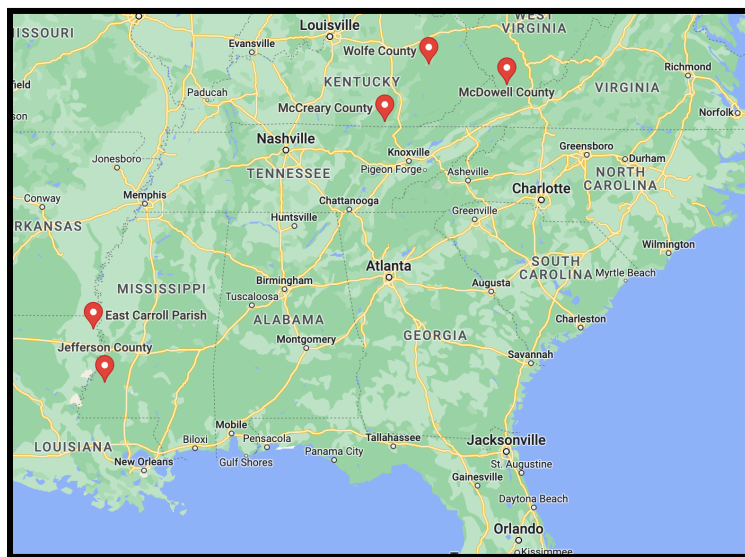 ISSOURI
Louisville
WEST
VIRGINIA
Evansville
Wolfe County
Richmond
KENTUCKY
McDowell County
VIRGINIA
ield
Paducah
McCreary County
Norfolk
son
Nashville
Greensboro
Jonesboro
Knoxville
Durham
Pigeon Forge
TENNESSEE
Asheville
NORTH
CAROLINA
Conway
Memphis
Chattanooga
Charlotte
Huntsville
Greenville
RKANSAS
Wilmington
Atlanta
SOUTH
CAROLINA
Myrtle Beach
MISSISSIPPI
Birmingham
Augusta
Tuscaloosa
East Carroll Parish
ALABAMA
Charleston
Jefferson County
Montgomery
GEORGIA
Savannah
Mobile
Tallahassee
Jacksonville
LOUISIANA
Biloxi
Pensacola
Panama City
New Orleans
Gulf Shores
St. Augustine
Gainesville
Daytona Beach
Orlando
Kissimmee